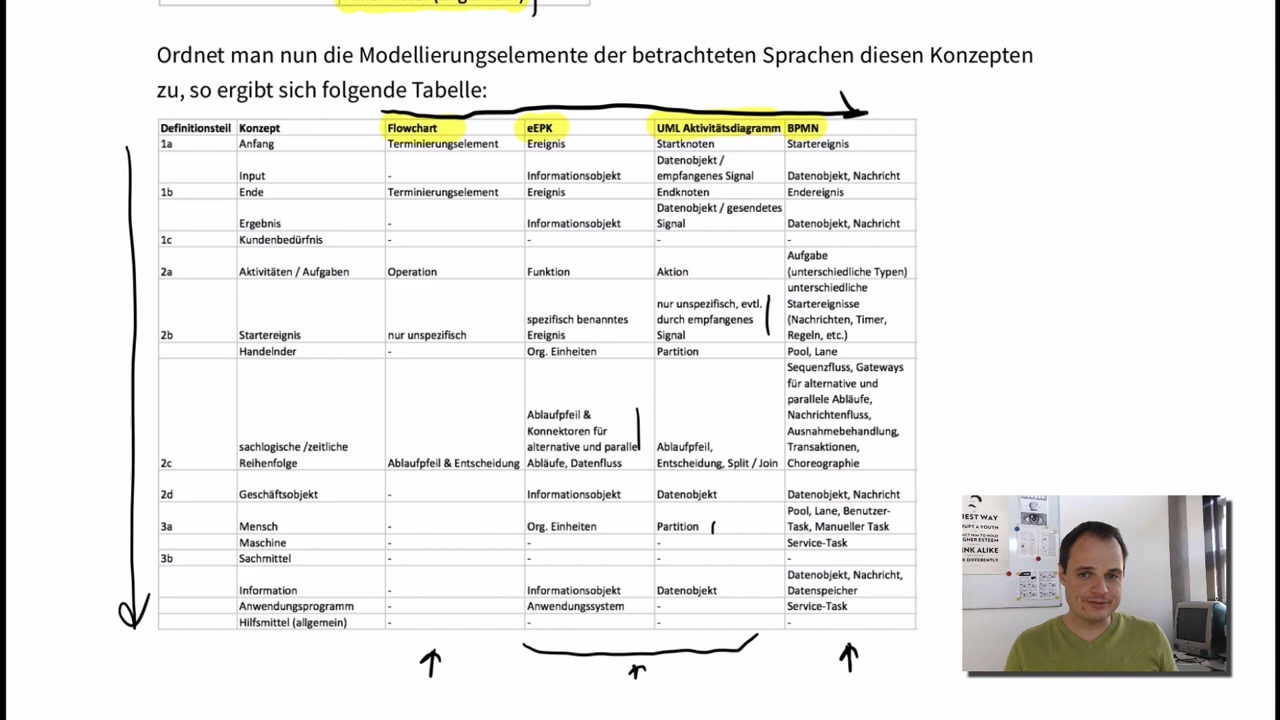 Ordnet man nun die Modellierungselemente der betrachteten Sprachen diesen Konzepten
zu, so ergibt sich folgende Tabelle:
Definitionsteil Konzept Flowchart eEPK UML Aktivitätsdiagramm BPMN
1a Anfang Terminierungselement Ereignis Startknoten Startereignis
Datenobjekt /
Input - Informationsobjekt empfangenes Signal Datenobjekt, Nachricht
1b Ende Terminierungselement Ereignis Endknoten Endereignis
Datenobjekt / gesendetes
Ergebnis - Informationsobjekt Signal Datenobjekt, Nachricht
1c Kundenbedürfnis - - - -
Aufgabe
2a Aktivitäten / Aufgaben Operation Funktion Aktion (unterschiedliche Typen)
unterschiedliche
nur unspezifisch, evtl. Startereignisse
spezifisch benanntes durch empfangenes (Nachrichten, Timer,
2b Startereignis nur unspezifisch Ereignis Signal Regeln, etc.)
Handelnder - Org. Einheiten Partition Pool, Lane
Sequenzfluss, Gateways
für alternative und
parallele Abläufe,
Ablaufpfeil & Nachrichtenfluss,
Konnektoren für Ausnahmebehandlung,
sachlogische /zeitliche alternative und parallel Ablaufpfeil, Transaktionen,
2c Reihenfolge Ablaufpfeil & Entscheidung Abläufe, Datenfluss Entscheidung, Split / Join Choreographie
2d Geschäftsobjekt - Informationsobjekt Datenobjekt Datenobjekt, Nachricht
Pool, Lane, Benutzer-
3a Mensch - Org. Einheiten Partition Task, Manueller Task
Maschine - - - Service-Task
3b Sachmittel - - - -
Datenobjekt, Nachricht,
Information - Informationsobjekt Datenobjekt Datenspeicher
Anwendungsprogramm - Anwendungssystem - Service-Task
Hilfsmittel (allgemein) - - - -
REST WAY
THINK ALIKE
DIFFERENTLY.